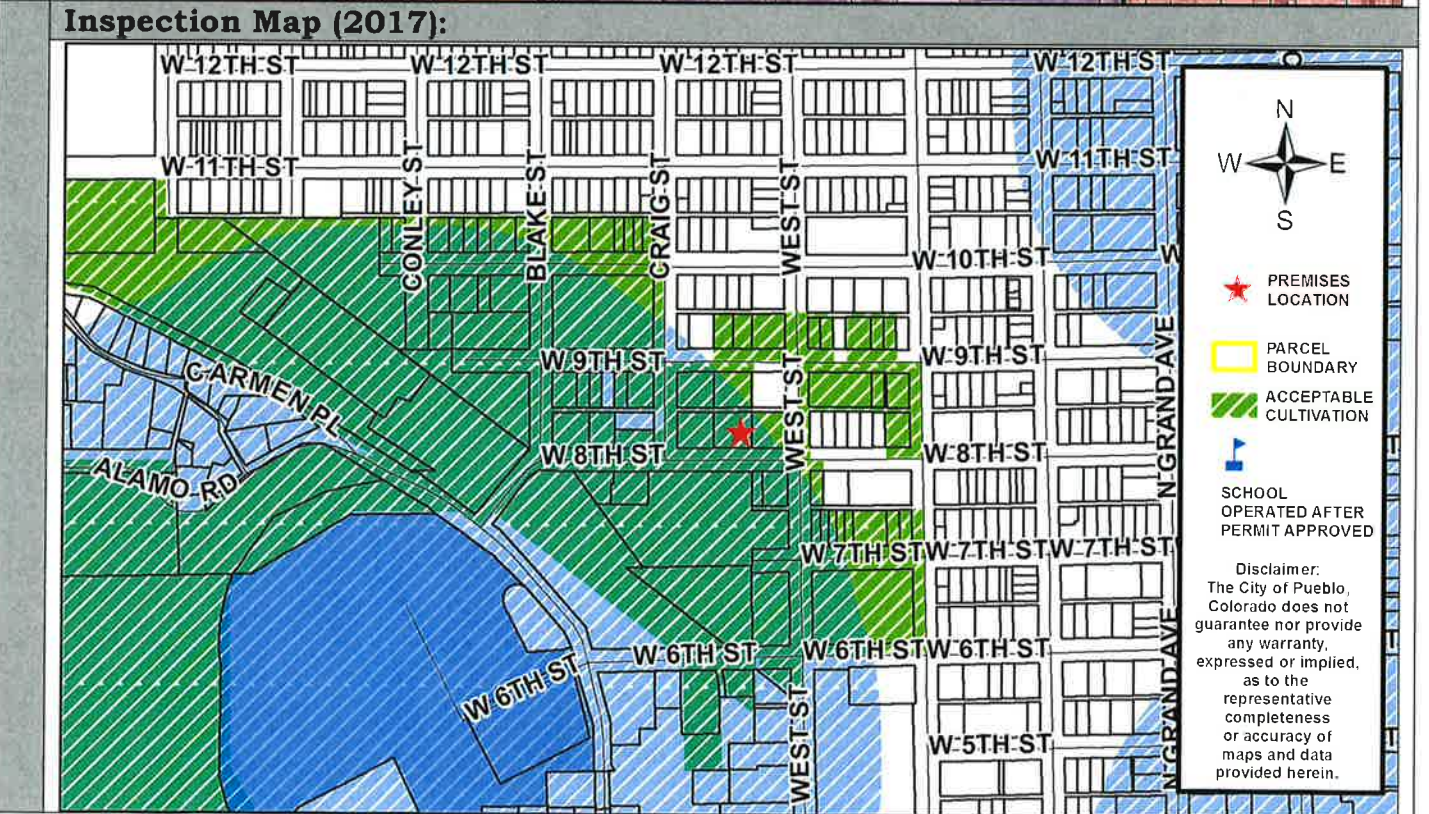 Inspection Map (2017):
W 12TH ST
W 12TH ST
W 12TH ST
W 12TH ST
W 11TH ST
W 11TH ST
CONLEY ST
BLAKE ST
CRAIG ST
WEST ST
W 10TH ST
W
W 9TH ST
W 9TH ST
WEST ST
N GRAND AVE
CARMEN PL
ALAMO RD
W 8TH ST
W 8TH ST
W 7TH ST
W 7TH ST
W 7TH ST
W 6TH ST
W 6TH ST
W 6TH ST
W 6TH ST
WEST ST
N GRAND AVE
W 5TH ST
N
W
E
S
PREMISES
LOCATION
PARCEL
BOUNDARY
ACCEPTABLE
CULTIVATION
SCHOOL
OPERATED AFTER
PERMIT APPROVED
Disclaimer:
The City of Pueblo,
Colorado does not
guarantee nor provide
any warranty,
expressed or implied,
as to the
representative
completeness
or accuracy of
maps and data
provided herein.